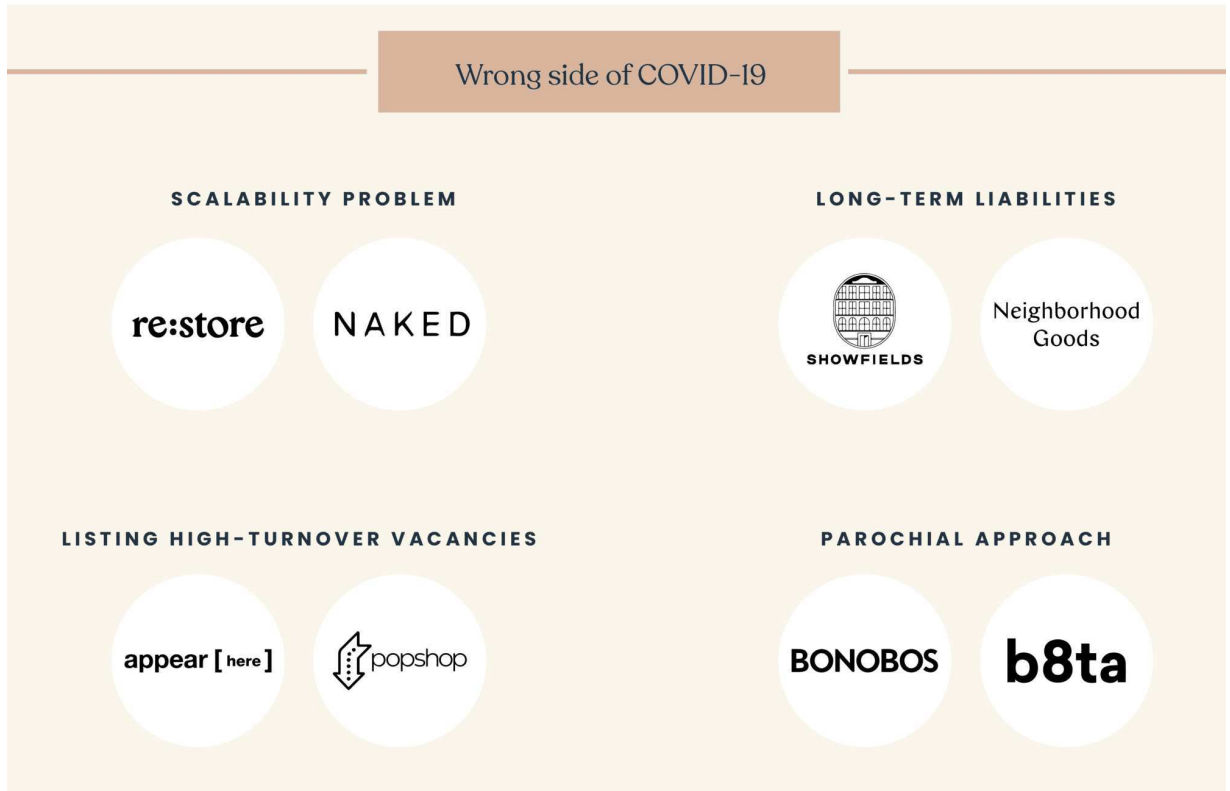 Wrong side of COVID-19
SCALABILITY PROBLEM
re:store
NAKED
LONG-TERM LIABILITIES
SHOWFIELDS
Neighborhood
Goods
LISTING HIGH-TURNOVER VACANCIES
appear [ here ]
popshop
PAROCHIAL APPROACH
BONOBOS
b8ta